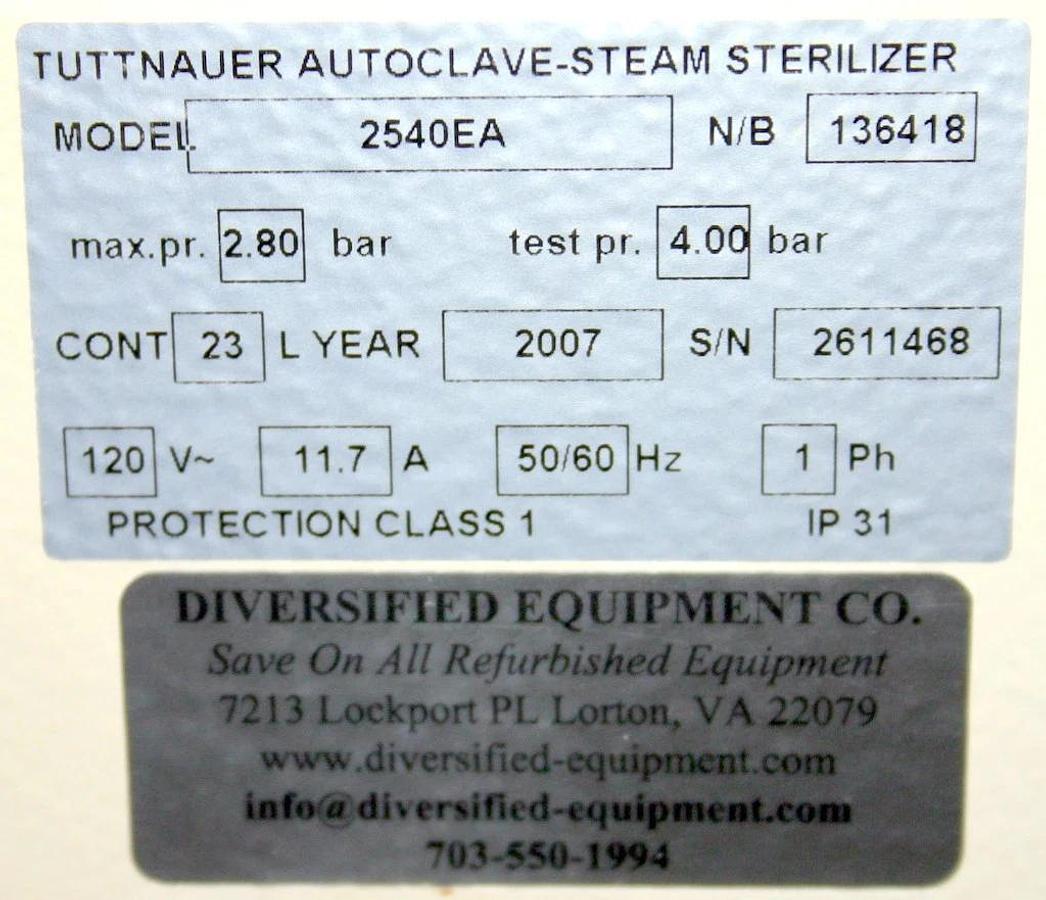 TUTTNAUER AUTOCLAVE-STEAM STERILIZER
MODEL 2540EA N/B 136418
max.pr. 2.80 bar test pr. 4.00 bar
CONT 23 L YEAR 2007 S/N 2611468
120 V~ 11.7 A 50/60 Hz 1 Ph
PROTECTION CLASS 1 IP 31
DIVERSIFIED EQUIPMENT CO.
Save On All Refurbished Equipment
7213 Lockport PL Lorton, VA 22079
www.diversified-equipment.com
info@diversified-equipment.com
703-550-1994